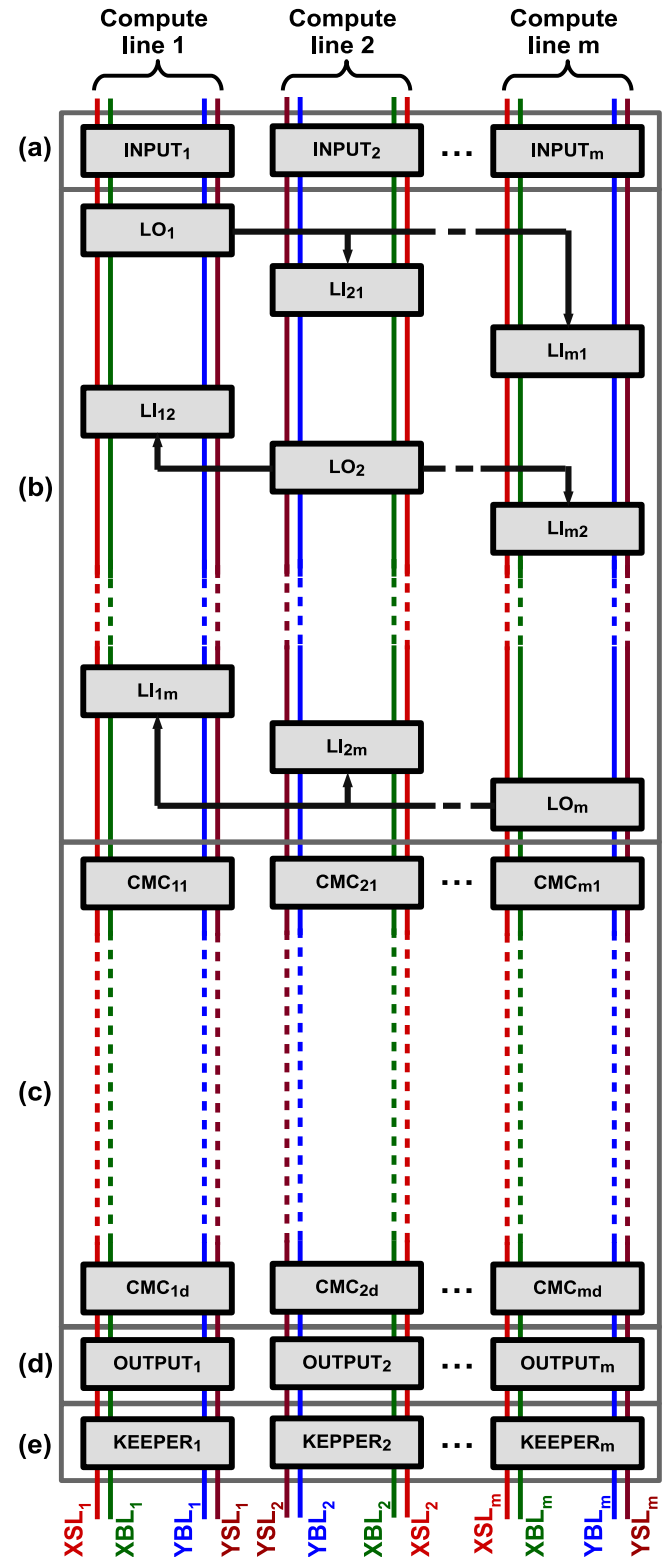 Compute line 1
Compute line 2
Compute line m
(a)
INPUT₁
INPUT₂
...
INPUTₘ
(b)
LO₁
LI₂₁
LIₘ₁
LI₁₂
LO₂
LIₘ₂
LI₁ₘ
LI₂ₘ
LOₘ
(c)
CMC₁₁
CMC₂₁
...
CMCₘ₁
CMC₁d
CMC₂d
...
CMCₘd
(d)
OUTPUT₁
OUTPUT₂
...
OUTPUTₘ
(e)
KEEPER₁
KEPPER₂
...
KEEPERₘ
XSL₁
XBL₁
YBL₁
YSL₁
YSL₂
YBL₂
XBL₂
XSL₂
XSLₘ
XBLₘ
YBLₘ
YSLₘ